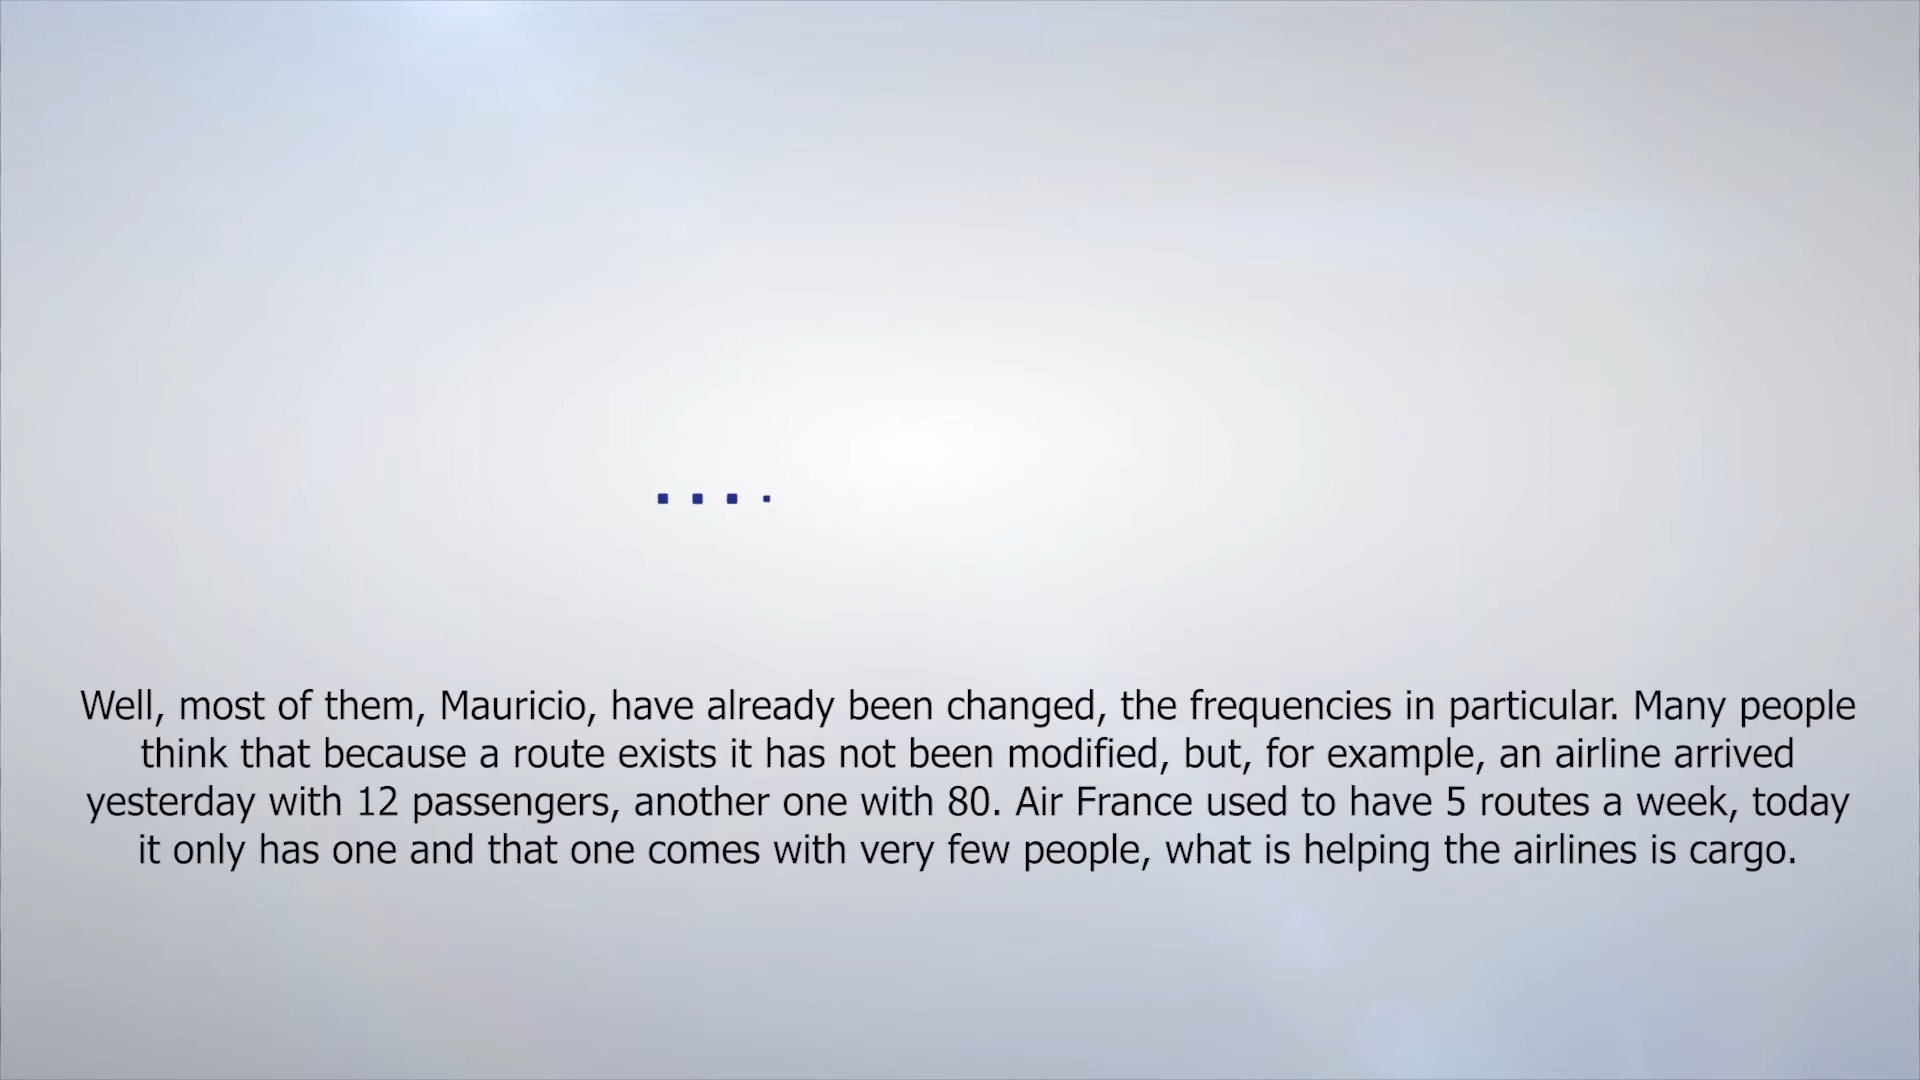 Well, most of them, Mauricio, have already been changed, the frequencies in particular. Many people
think that because a route exists it has not been modified, but, for example, an airline arrived
yesterday with 12 passengers, another one with 80. Air France used to have 5 routes a week, today
it only has one and that one comes with very few people, what is helping the airlines is cargo.